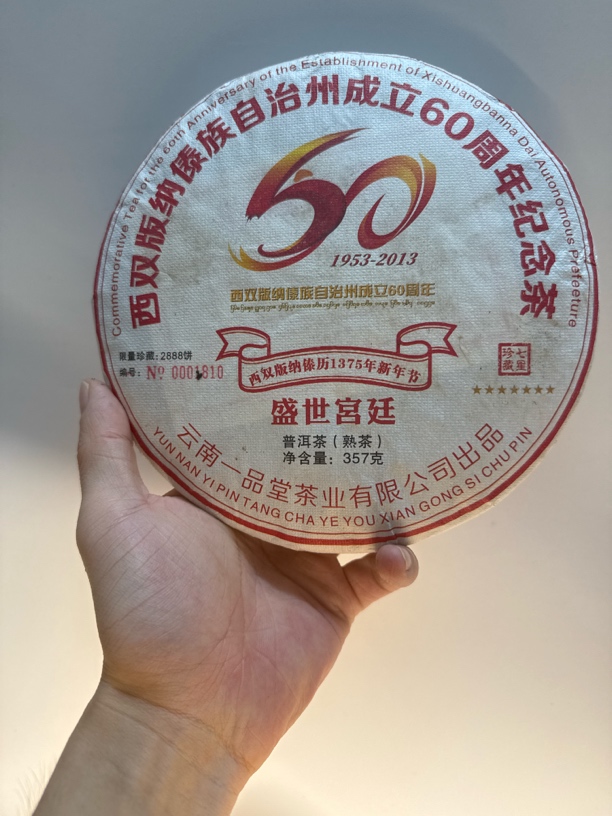 Commemorative Tea for the 60th Anniversary of the Establishment of Xishuangbanna Dai Autonomous Prefecture
西双版纳傣族自治州成立60周年纪念茶
60
1953-2013
西双版纳傣族自治州成立60周年
限量珍藏:2888饼
编号: Nº 0001810
西双版纳傣历1375年新年节
七星珍藏
★★★★★★★
盛世宮廷
普洱茶（熟茶）
净含量：357克
云南一品堂茶业有限公司出品
YUN NAN YI PIN TANG CHA YE YOU XIAN GONG SI CHU PIN